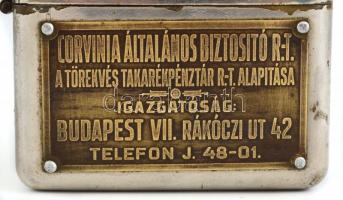 CORVINIA ÁLTALÁNOS BIZTOSITÓ R.-T.
A TÖREKVÉS TAKARÉKPÉNZTÁR R.-T. ALAPITÁSA
IGAZGATÓSÁG:
BUDAPEST VII. RÁKÓCZI UT 42
TELEFON J. 48-01.